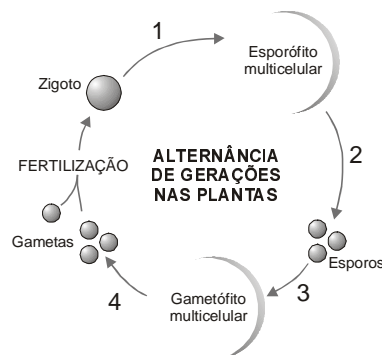 1
Esporófito
multicelular
Zigoto
2
FERTILIZAÇÃO
ALTERNÂNCIA
DE GERAÇÕES
NAS PLANTAS
Gametas
Esporos
3
4
Gametófito
multicelular